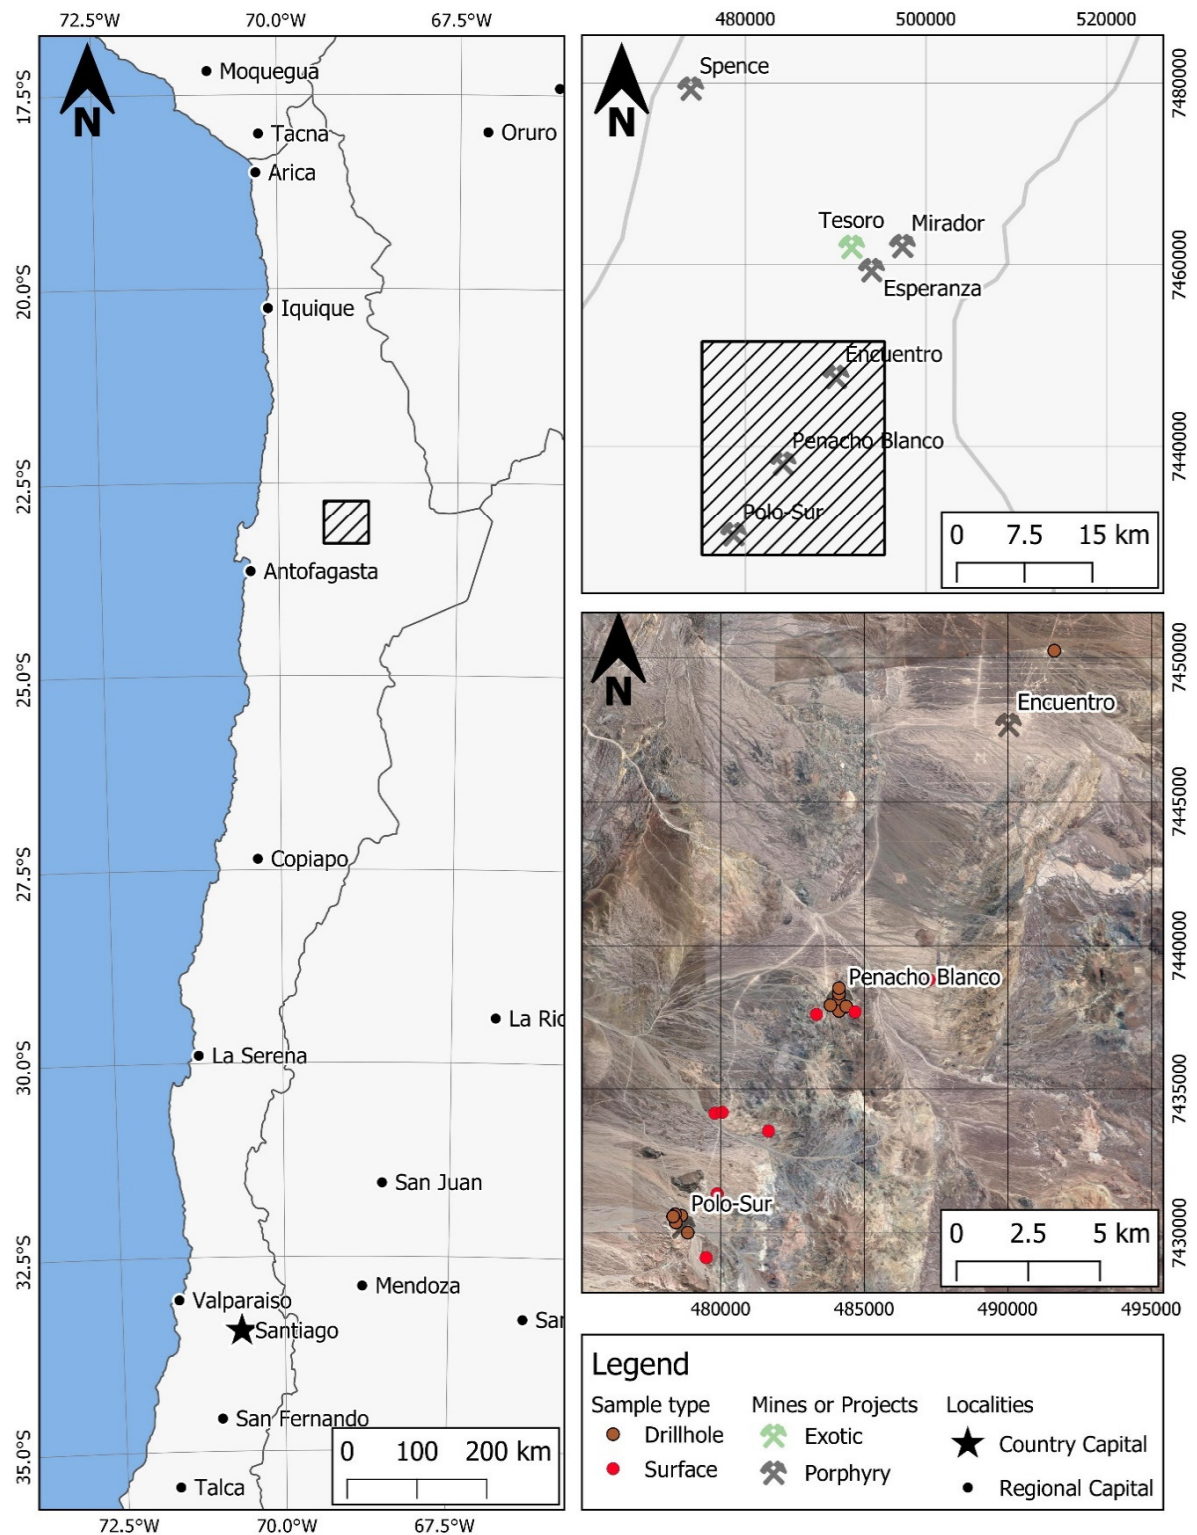 72.5°W
70.0°W
67.5°W
17.5°S
20.0°S
22.5°S
25.0°S
27.5°S
30.0°S
32.5°S
35.0°S
N
Moquegua
Tacna
Oruro
Arica
Iquique
Antofagasta
Copiapo
La Rio
La Serena
San Juan
Mendoza
Valparaiso
San
Santiago
San Fernando
Talca
0 100 200 km
72.5°W
70.0°W
67.5°W
480000
500000
520000
N
Spence
Tesoro
Mirador
Esperanza
Encuentro
Penacho Blanco
Polo-Sur
7480000
7460000
7440000
0 7.5 15 km
N
Encuentro
Penacho Blanco
Polo-Sur
7450000
7445000
7440000
7435000
7430000
0 2.5 5 km
480000
485000
490000
495000
Legend
Sample type
Drillhole
Surface
Mines or Projects
Exotic
Porphyry
Localities
Country Capital
Regional Capital